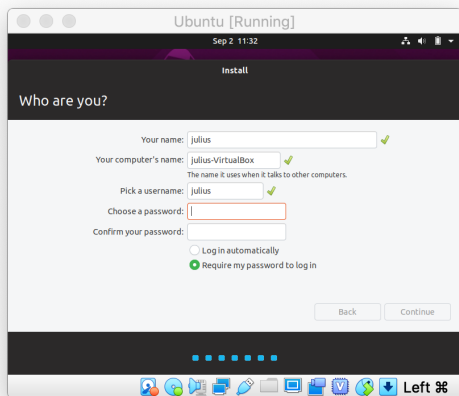 Ubuntu [Running]
Sep 2 11:32
Install
Who are you?
Your name: julius
Your computer's name: julius-VirtualBox
The name it uses when it talks to other computers.
Pick a username: julius
Choose a password:
Confirm your password:
Log in automatically
Require my password to log in
Back Continue
Left ⌘